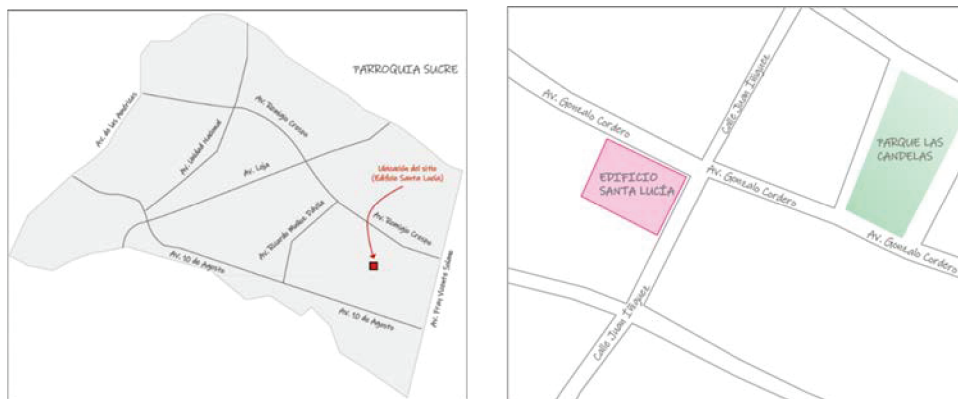 PARROQUIA SUCRE
Av. de las Américas
Av. Unidad Nacional
Av. Remigio Crespo
Av. Loja
Ubicación del sitio
(Edificio Santa Lucía)
Av. Ricardo Muñoz Dávila
Av. Remigio Crespo
Av. 10 de Agosto
Av. 10 de Agosto
Av. Fray Vicente Solano
Av. Gonzalo Cordero
Calle Juan Iñiguez
PARQUE LAS
CANDELAS
EDIFICIO
SANTA LUCÍA
Av. Gonzalo Cordero
Av. Gonzalo Cordero
Calle Juan Iñiguez